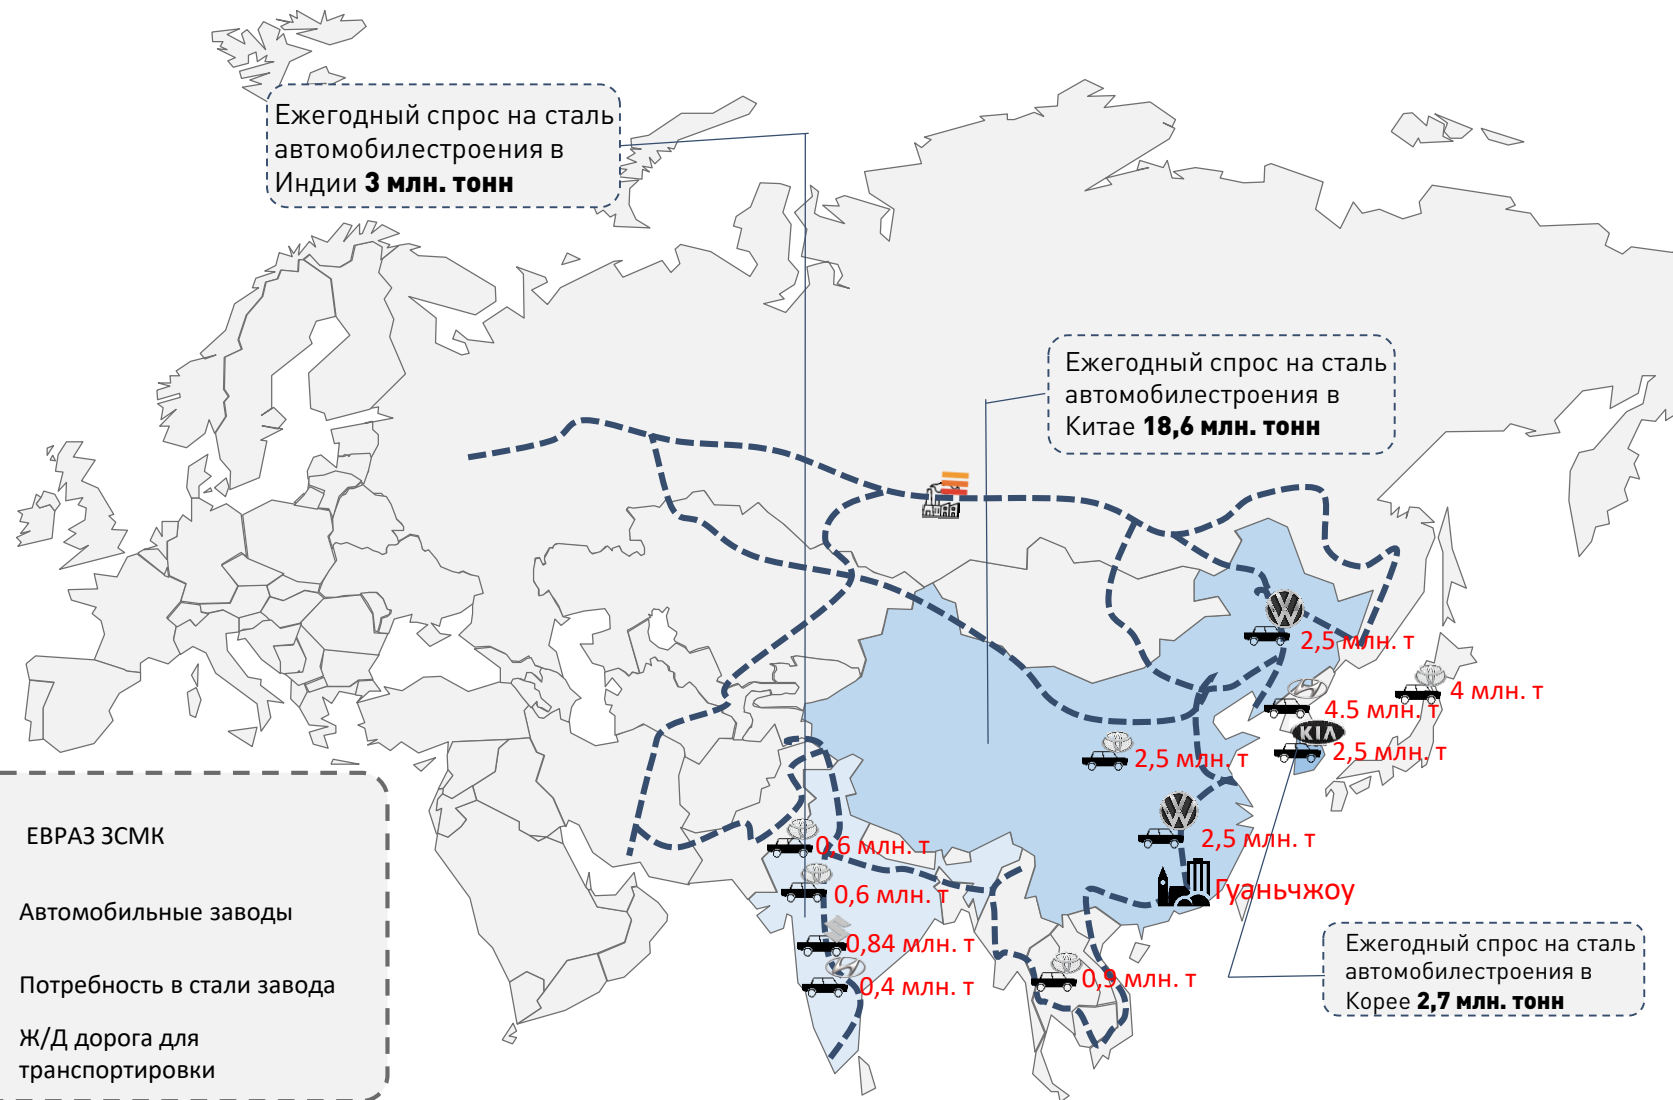 Ежегодный спрос на сталь
автомобилестроения в
Индии 3 млн. тонн
Ежегодный спрос на сталь
автомобилестроения в
Китае 18,6 млн. тонн
2,5 млн. т
4 млн. т
4.5 млн. т
KIA
2,5 млн. т
2,5 млн. т
2,5 млн. т
Гуаньчжоу
0,6 млн. т
0,6 млн. т
0,84 млн. т
0,4 млн. т
0,9 млн. т
Ежегодный спрос на сталь
автомобилестроения в
Корее 2,7 млн. тонн
ЕВРАЗ ЗСМК
Автомобильные заводы
Потребность в стали завода
Ж/Д дорога для
транспортировки